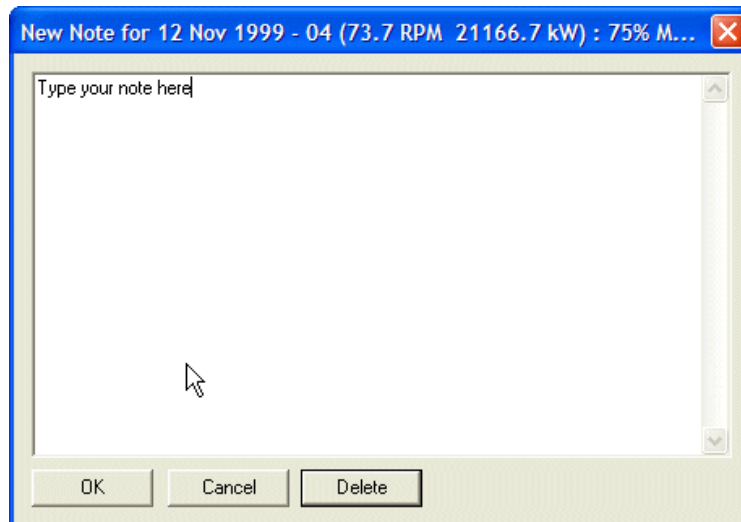 New Note for 12 Nov 1999 - 04 (73.7 RPM  21166.7 kW) : 75% M...
Type your note here
OK Cancel Delete